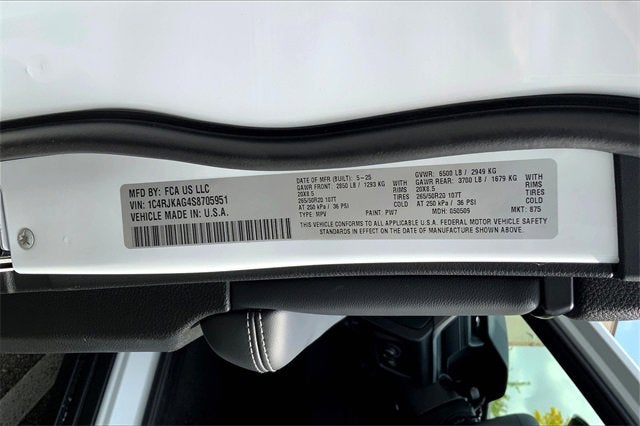 MFD BY: FCA US LLC
VIN: 1C4RJKAG4S8705951
VEHICLE MADE IN U.S.A.
DATE OF MFR (BUILT): 5-25
GAWR FRONT: 2850 LB / 1293 KG WITH
20X8.5 RIMS
265/50R20 107T TIRES
AT 250 kPa / 36 PSI COLD
TYPE: MPV PAINT: PW7
GVWR: 6500 LB / 2949 KG
GAWR REAR: 3700 LB / 1679 KG WITH
20X8.5 RIMS
265/50R20 107T TIRES
AT 250 kPa / 36 PSI COLD
MDH: 050509 MKT: 875
THIS VEHICLE CONFORMS TO ALL APPLICABLE U.S.A. FEDERAL MOTOR VEHICLE SAFETY
STANDARDS IN EFFECT ON THE DATE OF MANUFACTURE SHOWN ABOVE.